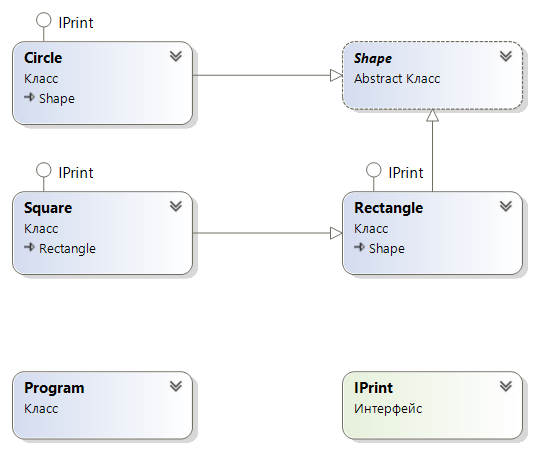 IPrint
Circle
Класс
Shape
Shape
Abstract Класс
IPrint
Square
Класс
Rectangle
IPrint
Rectangle
Класс
Shape
Program
Класс
IPrint
Интерфейс